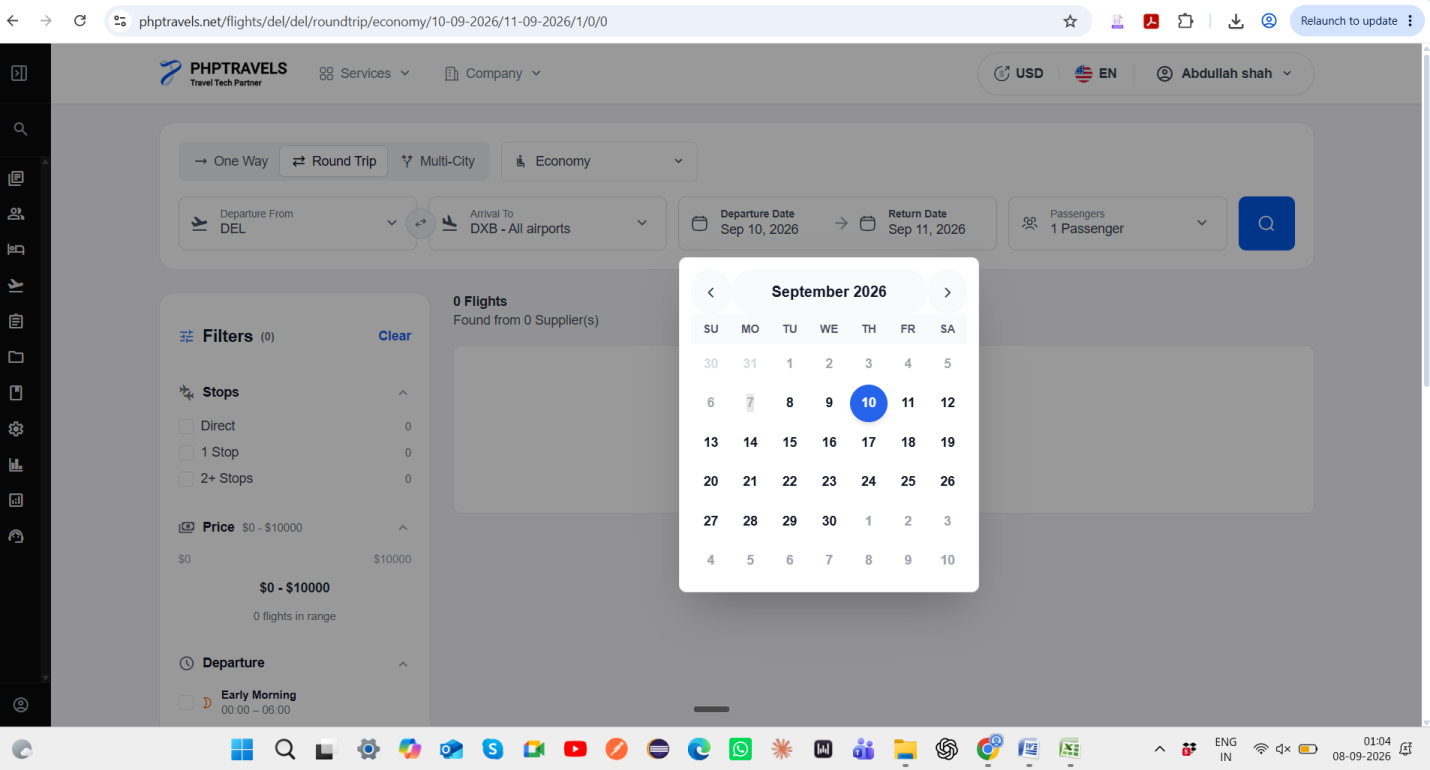 phptravels.net/flights/del/del/roundtrip/economy/10-09-2026/11-09-2026/1/0/0
Relaunch to update
PHPTRAVELS
Travel Tech Partner
Services
Company
USD
EN
Abdullah shah
One Way
Round Trip
Multi-City
Economy
Departure From
DEL
Arrival To
DXB - All airports
Departure Date
Sep 10, 2026
Return Date
Sep 11, 2026
Passengers
1 Passenger
Filters (0)
Clear
0 Flights
Found from 0 Supplier(s)
Stops
Direct 0
1 Stop 0
2+ Stops 0
Price $0 - $10000
$0 $10000
$0 - $10000
0 flights in range
Departure
Early Morning
00:00 – 06:00
September 2026
SU MO TU WE TH FR SA
30 31 1 2 3 4 5
6 7 8 9 10 11 12
13 14 15 16 17 18 19
20 21 22 23 24 25 26
27 28 29 30 1 2 3
4 5 6 7 8 9 10
ENG
IN
01:04
08-09-2026